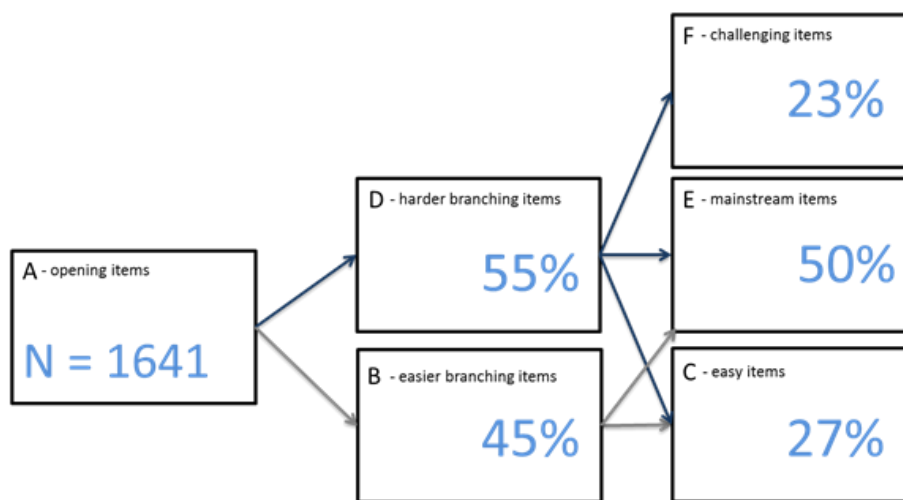 A - opening items
N = 1641
D - harder branching items
55%
B - easier branching items
45%
F - challenging items
23%
E - mainstream items
50%
C - easy items
27%